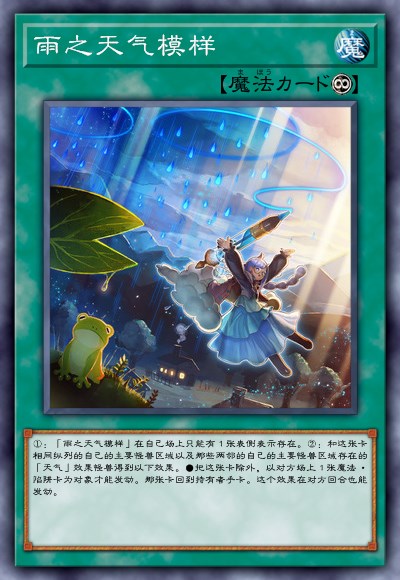 雨之天气模样
魔
【魔法カード】
ま ほう
①：「雨之天气模样」在自己场上只能有1张表侧表示存在。②：和这张卡
相同纵列的自己的主要怪兽区域以及那些两邻的自己的主要怪兽区域存在的
「天气」效果怪兽得到以下效果。●把这张卡除外，以对方场上1张魔法·
陷阱卡为对象才能发动。那张卡回到持有者手卡。这个效果在对方回合也能
发动。